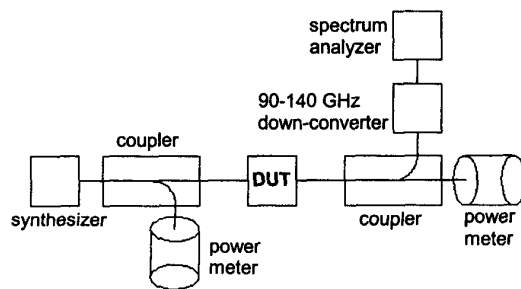 spectrum
analyzer
90-140 GHz
down-converter
coupler
DUT
synthesizer
coupler
power
meter
power
meter